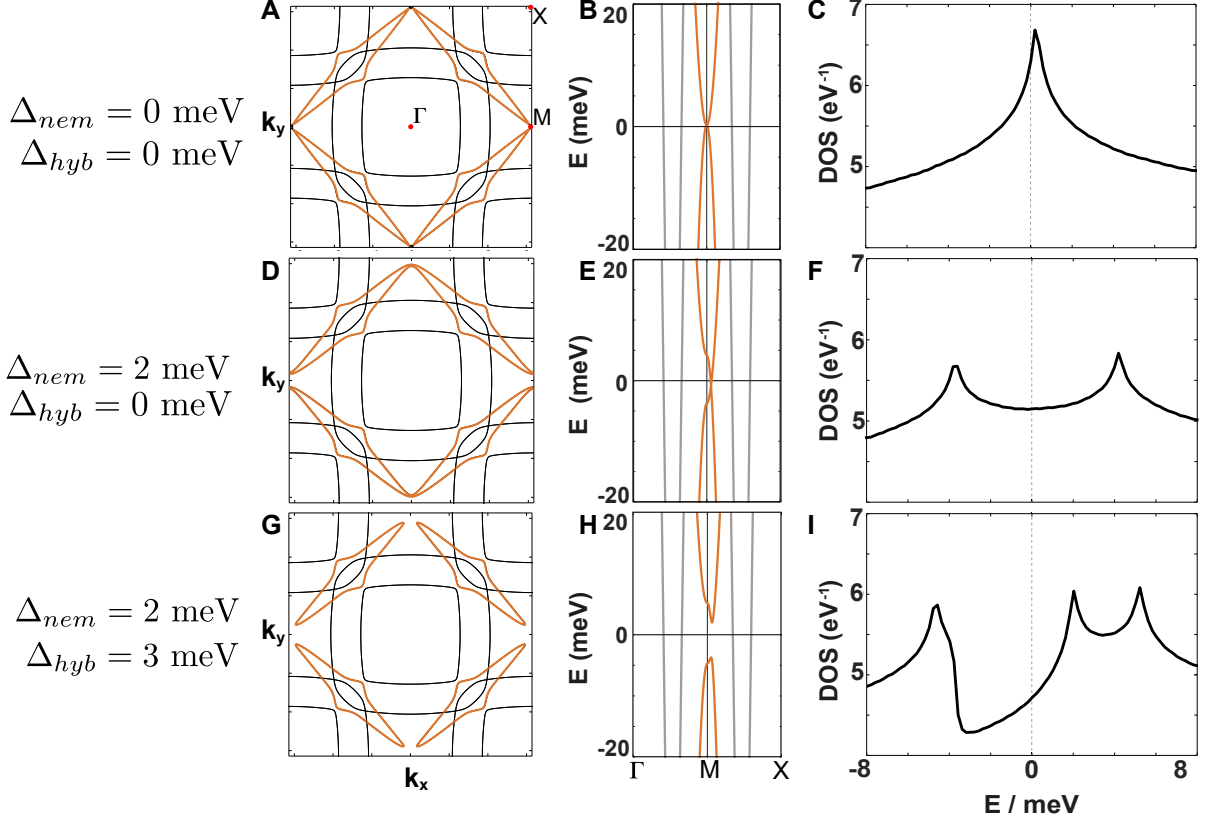 A
B
C
X
Γ
M
k_y
Δ_nem = 0 meV
Δ_hyb = 0 meV
20
0
-20
E (meV)
7
6
5
DOS (eV⁻¹)
D
E
F
k_y
Δ_nem = 2 meV
Δ_hyb = 0 meV
20
0
-20
E (meV)
7
6
5
DOS (eV⁻¹)
G
H
I
k_y
Δ_nem = 2 meV
Δ_hyb = 3 meV
20
0
-20
E (meV)
7
6
5
DOS (eV⁻¹)
k_x
Γ
M
X
-8
0
8
E / meV